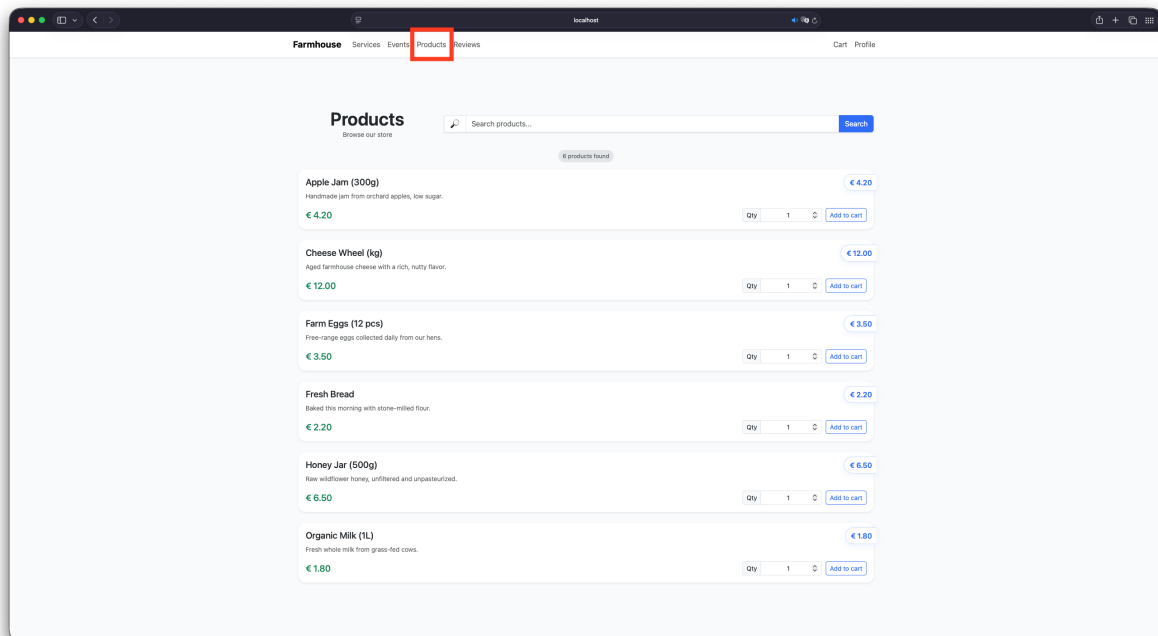 localhost
Farmhouse Services Events Products Reviews Cart Profile
Products
Browse our store
Search products... Search
6 products found
Apple Jam (300g) € 4.20
Handmade jam from orchard apples, low sugar.
€ 4.20 Qty 1 Add to cart
Cheese Wheel (kg) € 12.00
Aged farmhouse cheese with a rich, nutty flavor.
€ 12.00 Qty 1 Add to cart
Farm Eggs (12 pcs) € 3.50
Free-range eggs collected daily from our hens.
€ 3.50 Qty 1 Add to cart
Fresh Bread € 2.20
Baked this morning with stone-milled flour.
€ 2.20 Qty 1 Add to cart
Honey Jar (500g) € 6.50
Raw wildflower honey, unfiltered and unpasteurized.
€ 6.50 Qty 1 Add to cart
Organic Milk (1L) € 1.80
Fresh whole milk from grass-fed cows.
€ 1.80 Qty 1 Add to cart